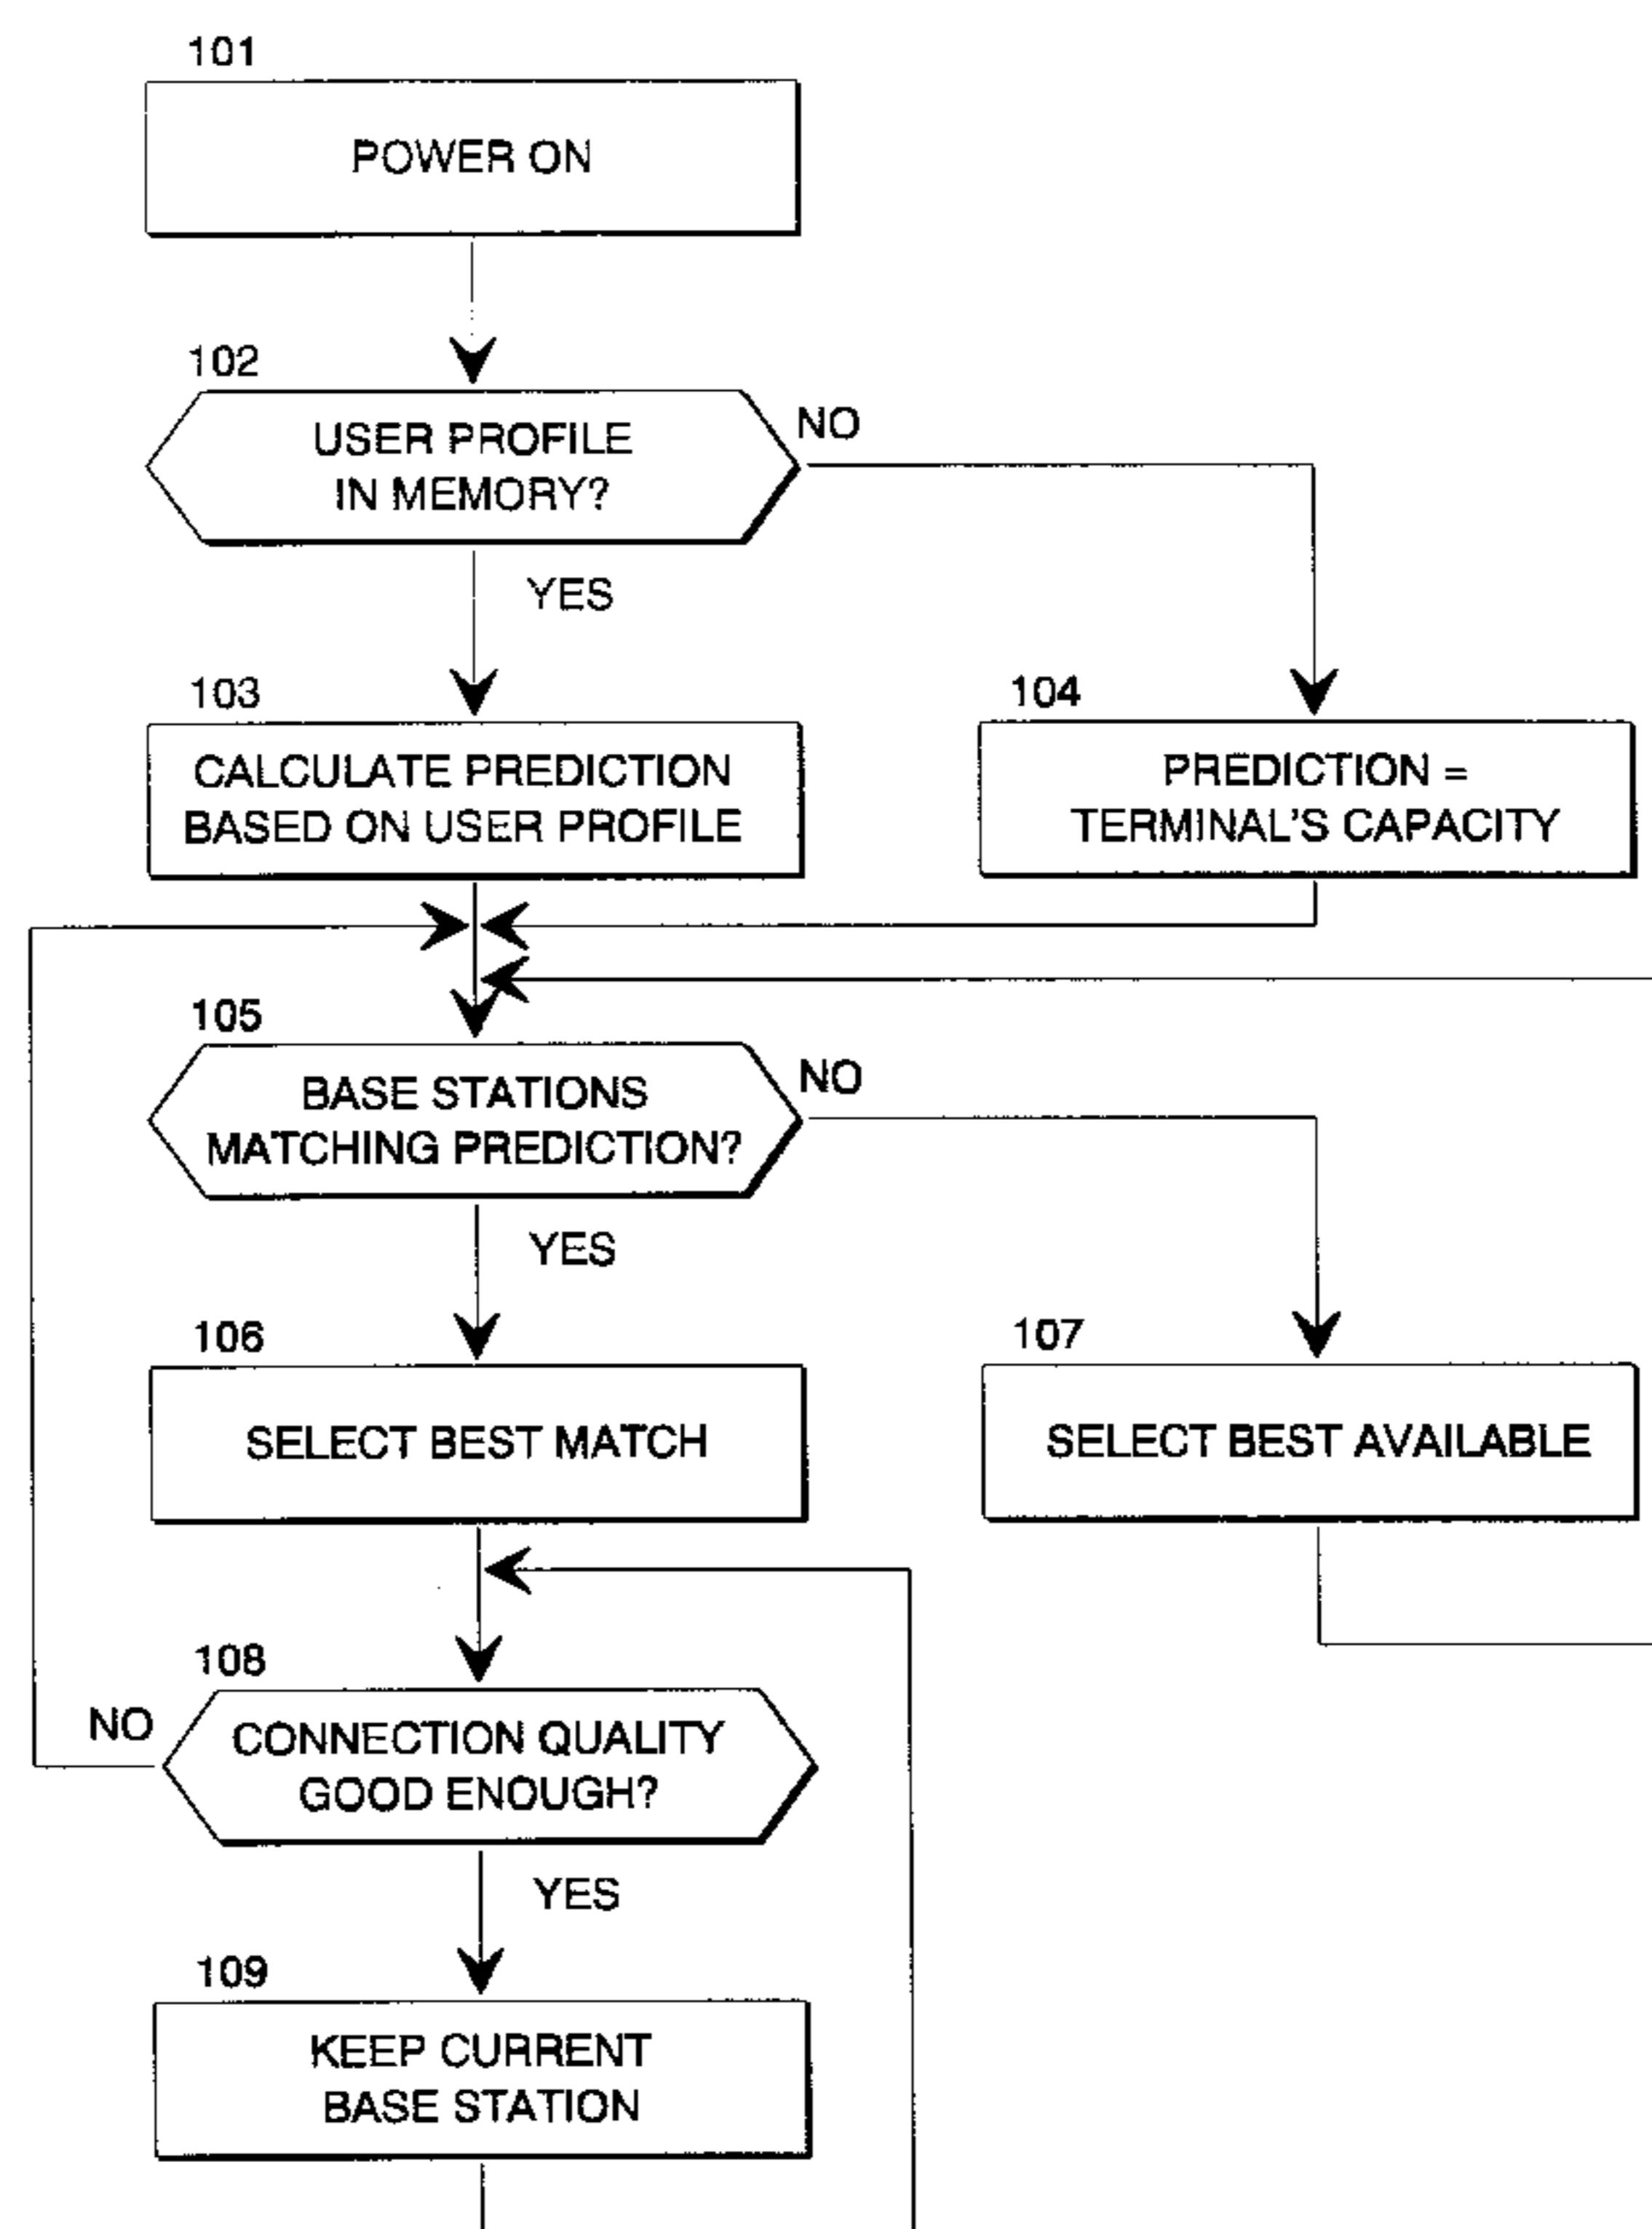 101
POWER ON
102
USER PROFILE
IN MEMORY?
NO
YES
103
CALCULATE PREDICTION
BASED ON USER PROFILE
104
PREDICTION =
TERMINAL'S CAPACITY
105
BASE STATIONS
MATCHING PREDICTION?
NO
YES
106
SELECT BEST MATCH
107
SELECT BEST AVAILABLE
108
NO
CONNECTION QUALITY
GOOD ENOUGH?
YES
109
KEEP CURRENT
BASE STATION